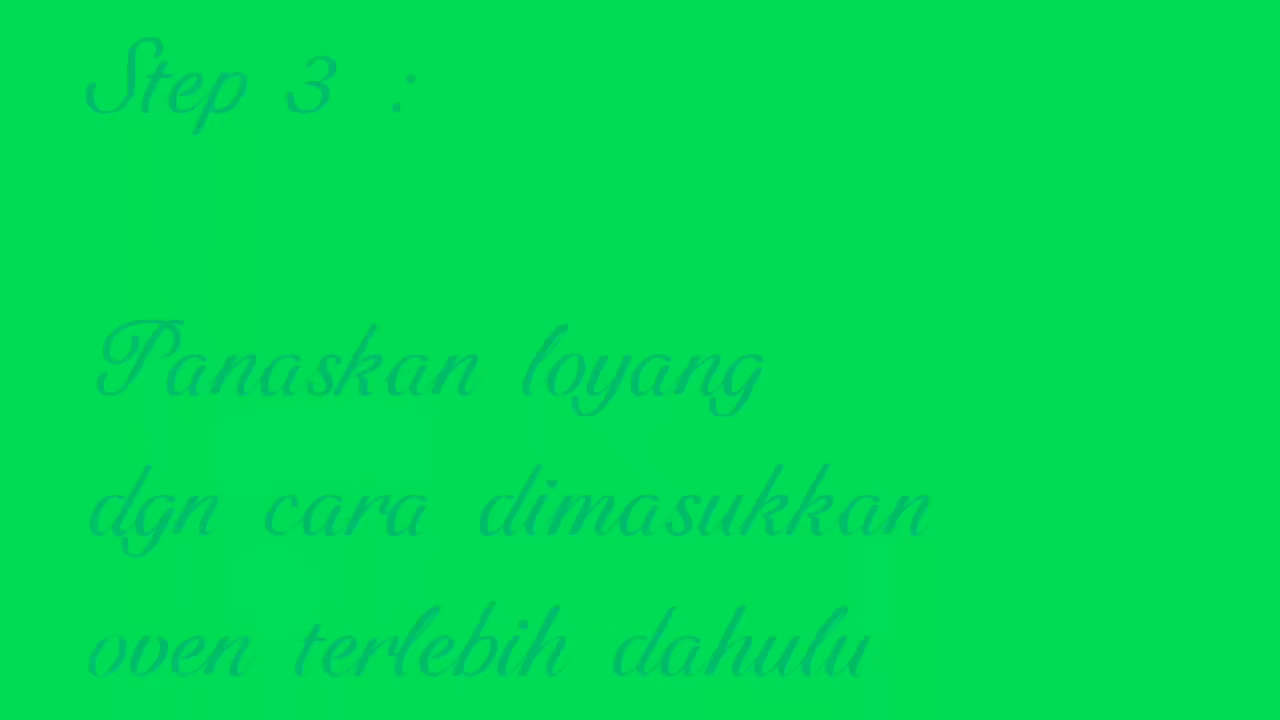 Step 3 :
Panaskan loyang
dgn cara dimasukkan
oven terlebih dahulu